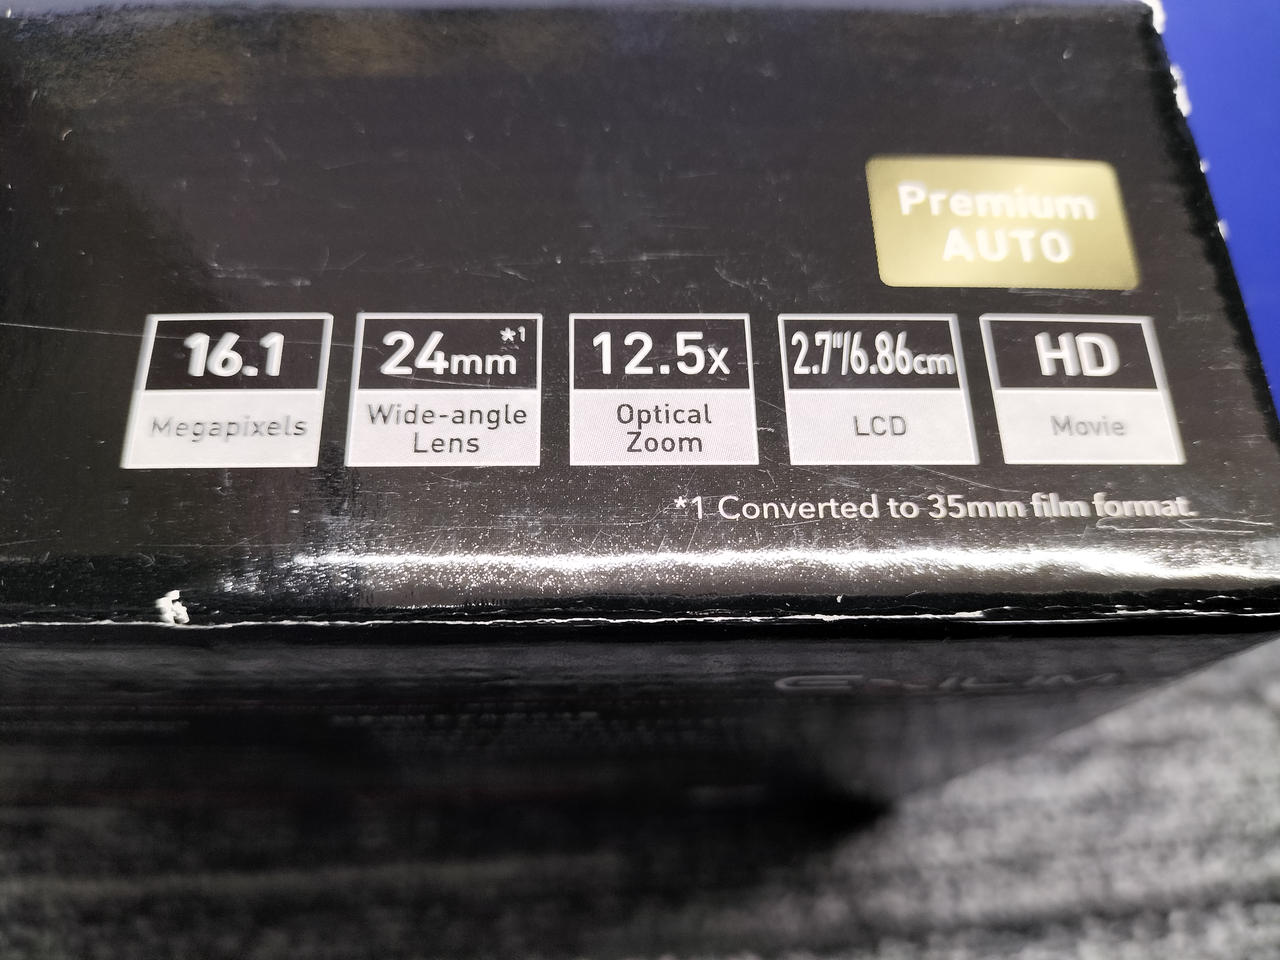 Premium
AUTO
16.1
Megapixels
24mm*1
Wide-angle
Lens
12.5x
Optical
Zoom
2.7"/6.86cm
LCD
HD
Movie
*1 Converted to 35mm film format.
EXILIM